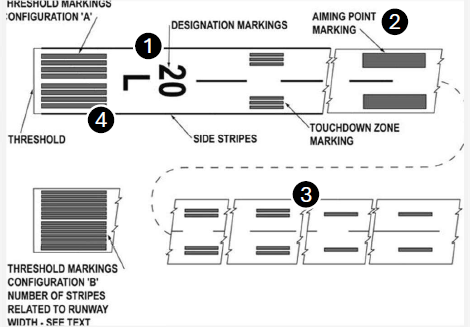 THRESHOLD MARKINGS
CONFIGURATION 'A'
DESIGNATION MARKINGS
AIMING POINT
MARKING
2
1
20
L
4
THRESHOLD
SIDE STRIPES
TOUCHDOWN ZONE
MARKING
3
THRESHOLD MARKINGS
CONFIGURATION 'B'
NUMBER OF STRIPES
RELATED TO RUNWAY
WIDTH - SEE TEXT